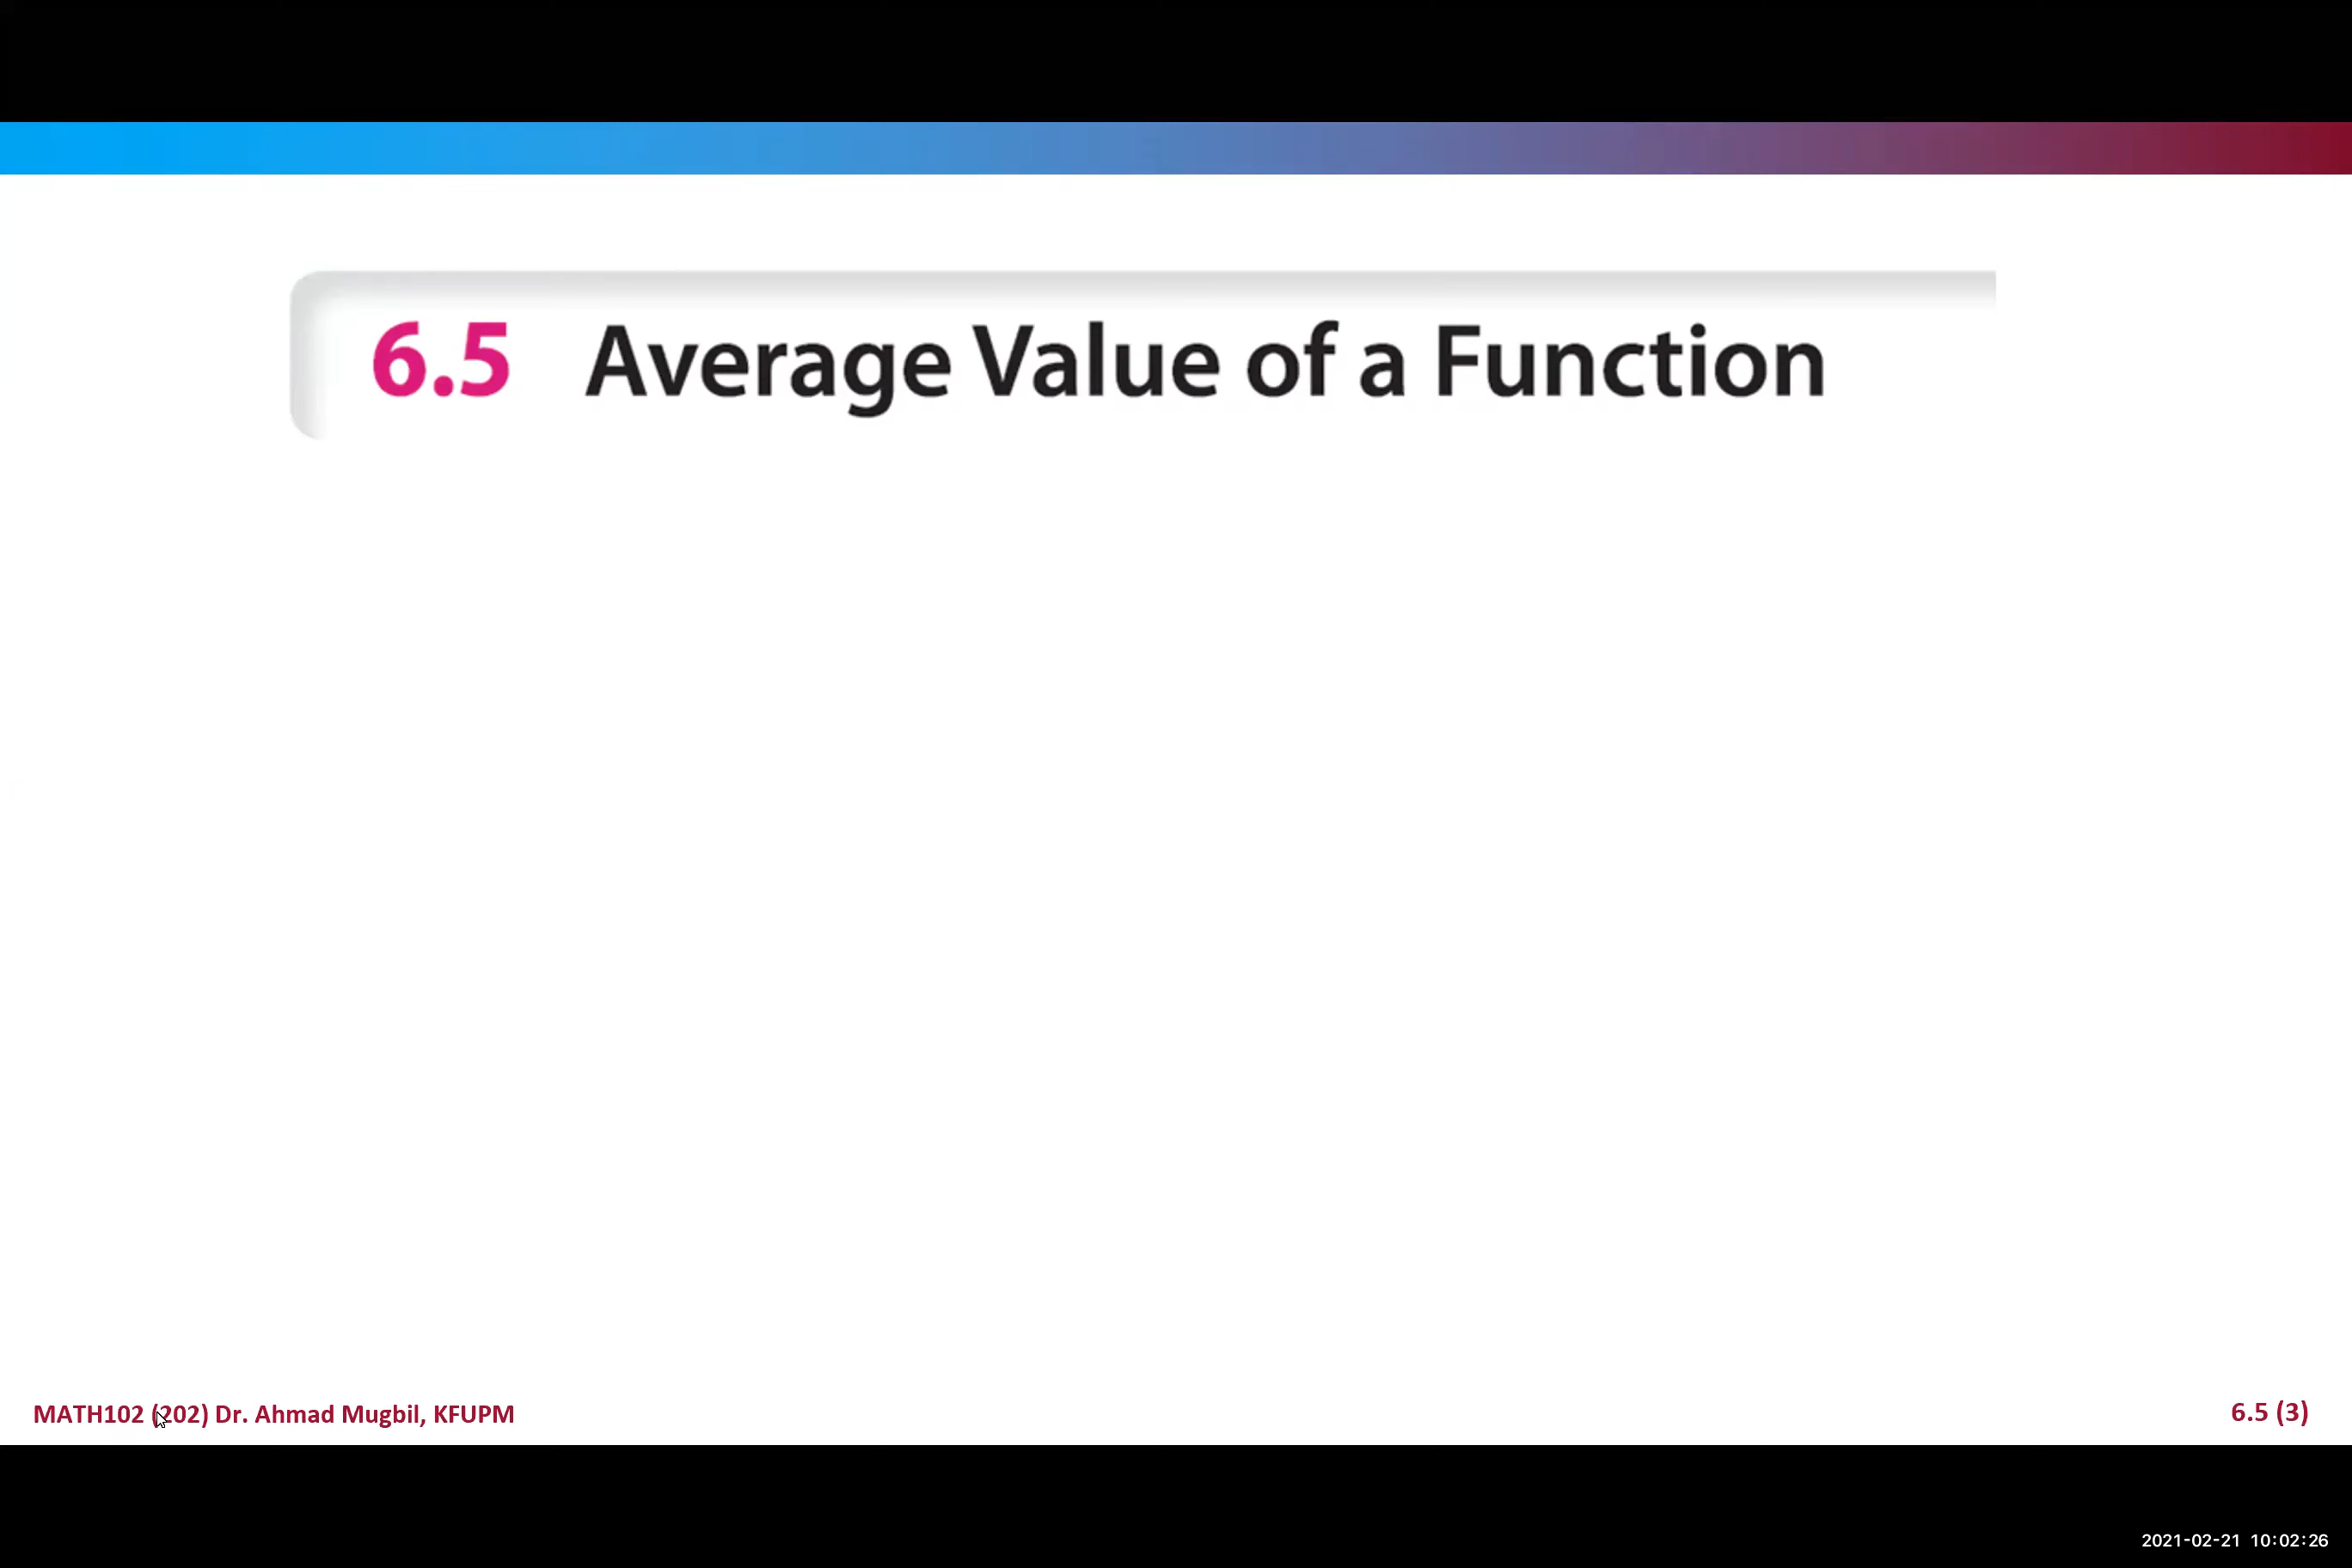 6.5 Average Value of a Function
MATH102 (202) Dr. Ahmad Mugbil, KFUPM
6.5 (3)
2021-02-21 10:02:26